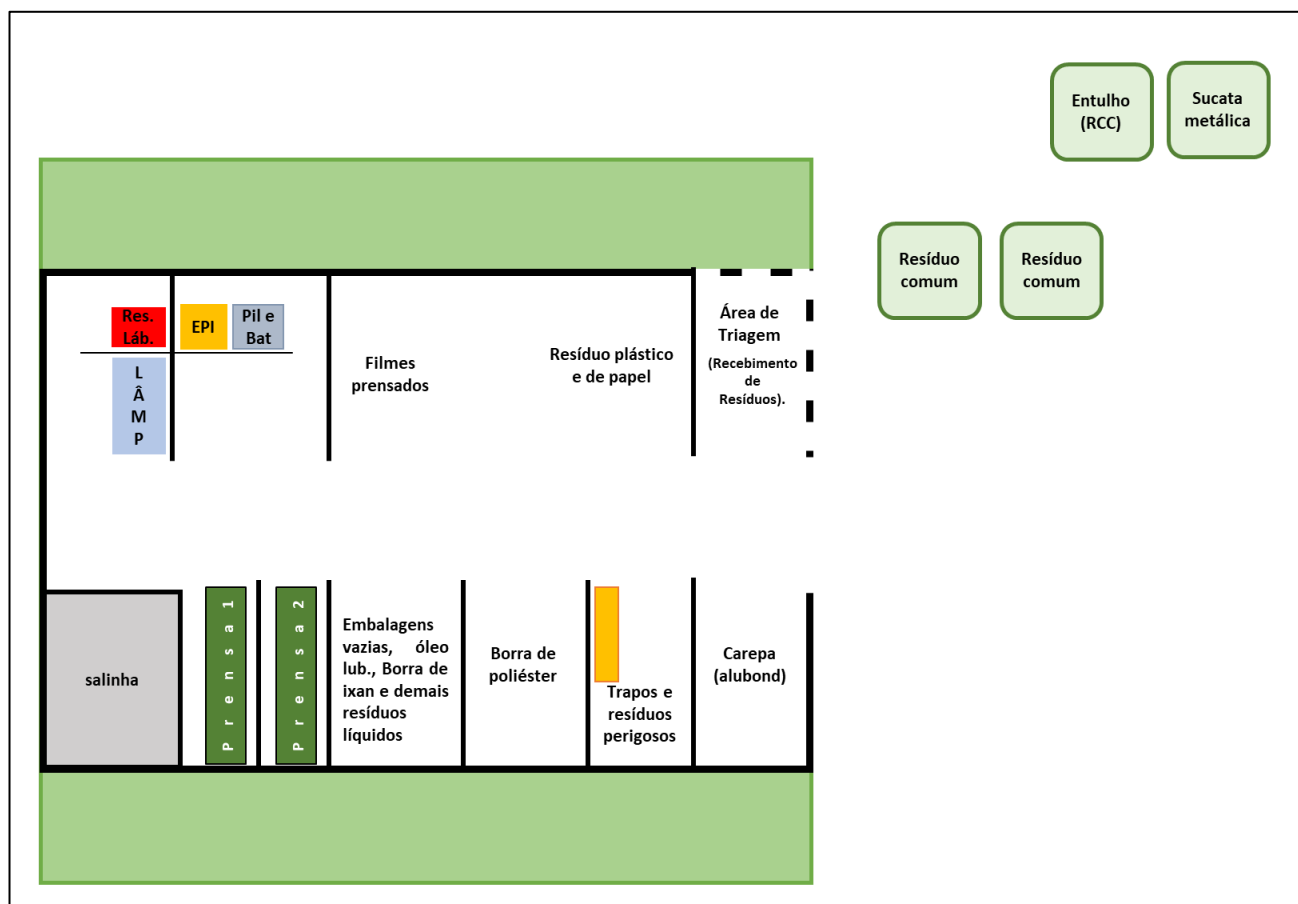 Entulho
(RCC)
Sucata
metálica
Resíduo
comum
Resíduo
comum
Res.
Láb.
EPI
Pil e
Bat
L
Â
M
P
Filmes
prensados
Resíduo plástico
e de papel
Área de
Triagem
(Recebimento
de
Resíduos).
salinha
Prensa 1
Prensa 2
Embalagens
vazias, óleo
lub., Borra de
ixan e demais
resíduos
líquidos
Borra de
poliéster
Trapos e
resíduos
perigosos
Carepa
(alubond)